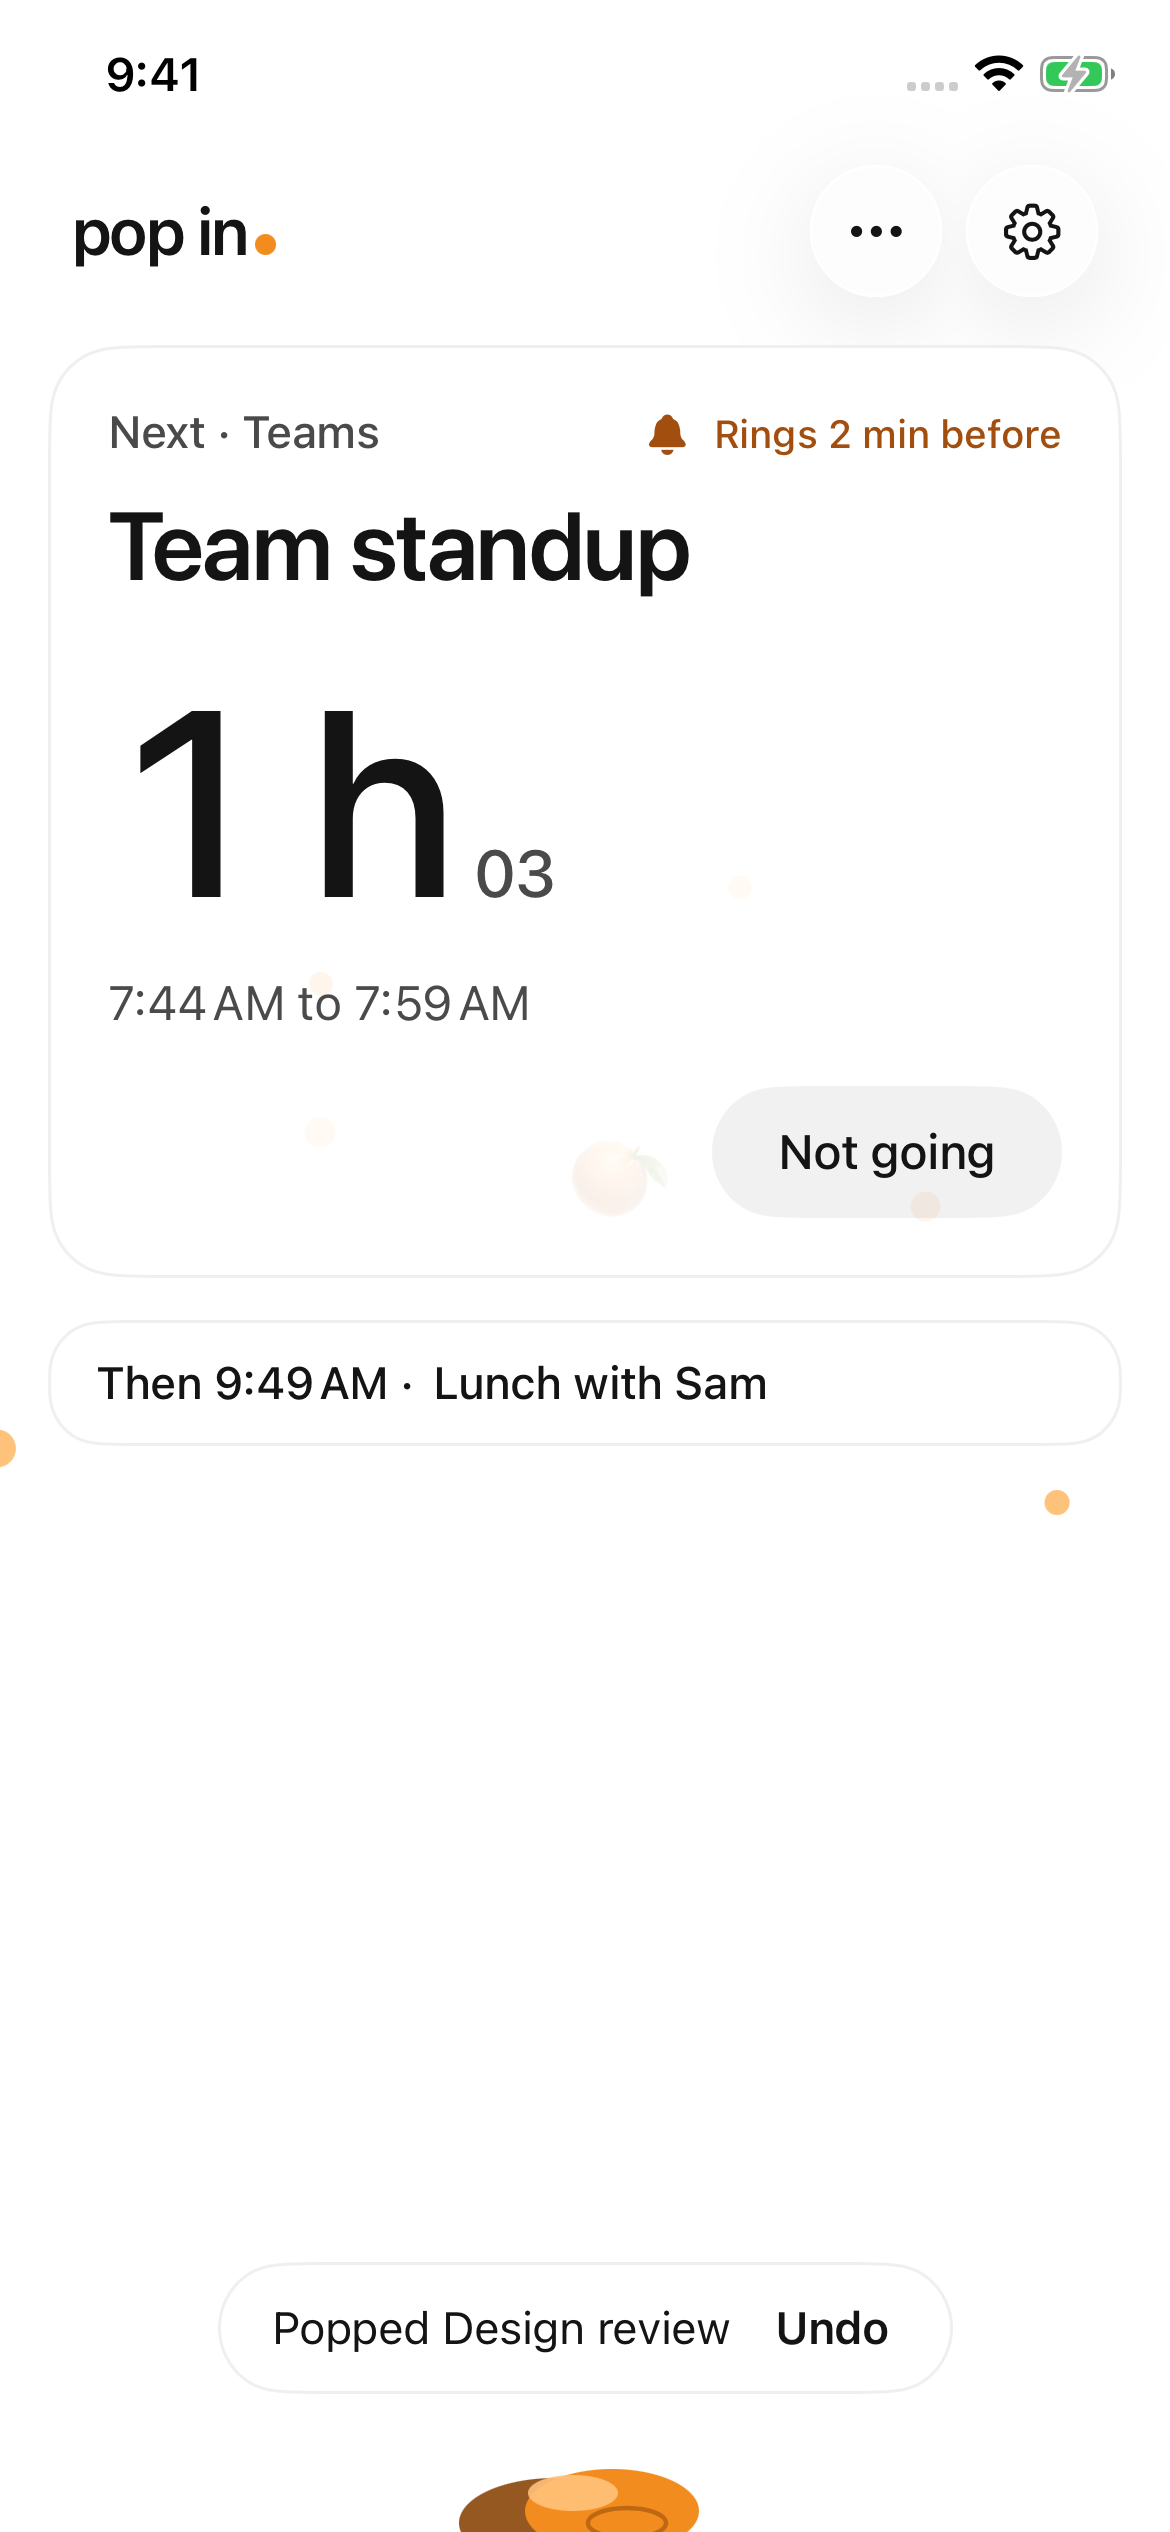 9:41
pop in
Next · Teams
Rings 2 min before
Team standup
1 h 03
7:44 AM to 7:59 AM
Not going
Then 9:49 AM · Lunch with Sam
Popped Design review Undo